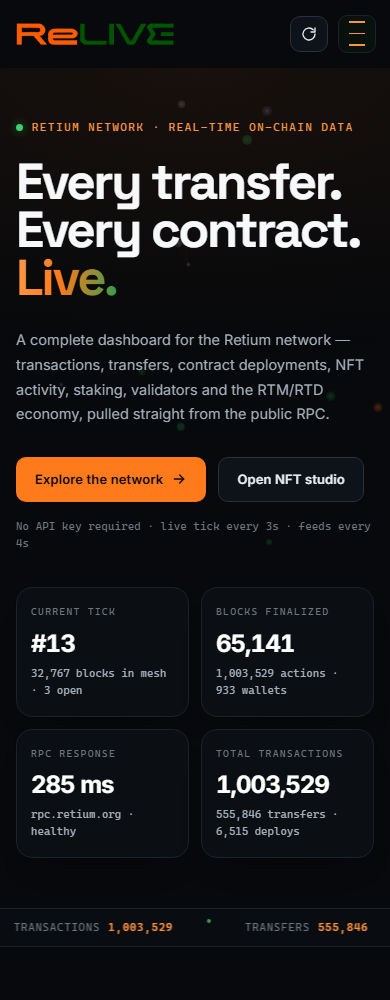 ReLIVE
RETIUM NETWORK · REAL-TIME ON-CHAIN DATA
Every transfer.
Every contract.
Live.
A complete dashboard for the Retium network —
transactions, transfers, contract deployments, NFT
activity, staking, validators and the RTM/RTD
economy, pulled straight from the public RPC.
Explore the network →
Open NFT studio
No API key required · live tick every 3s · feeds every
4s
CURRENT TICK
#13
32,767 blocks in mesh
· 3 open
BLOCKS FINALIZED
65,141
1,003,529 actions ·
933 wallets
RPC RESPONSE
285 ms
rpc.retium.org ·
healthy
TOTAL TRANSACTIONS
1,003,529
555,846 transfers ·
6,515 deploys
TRANSACTIONS 1,003,529
TRANSFERS 555,846